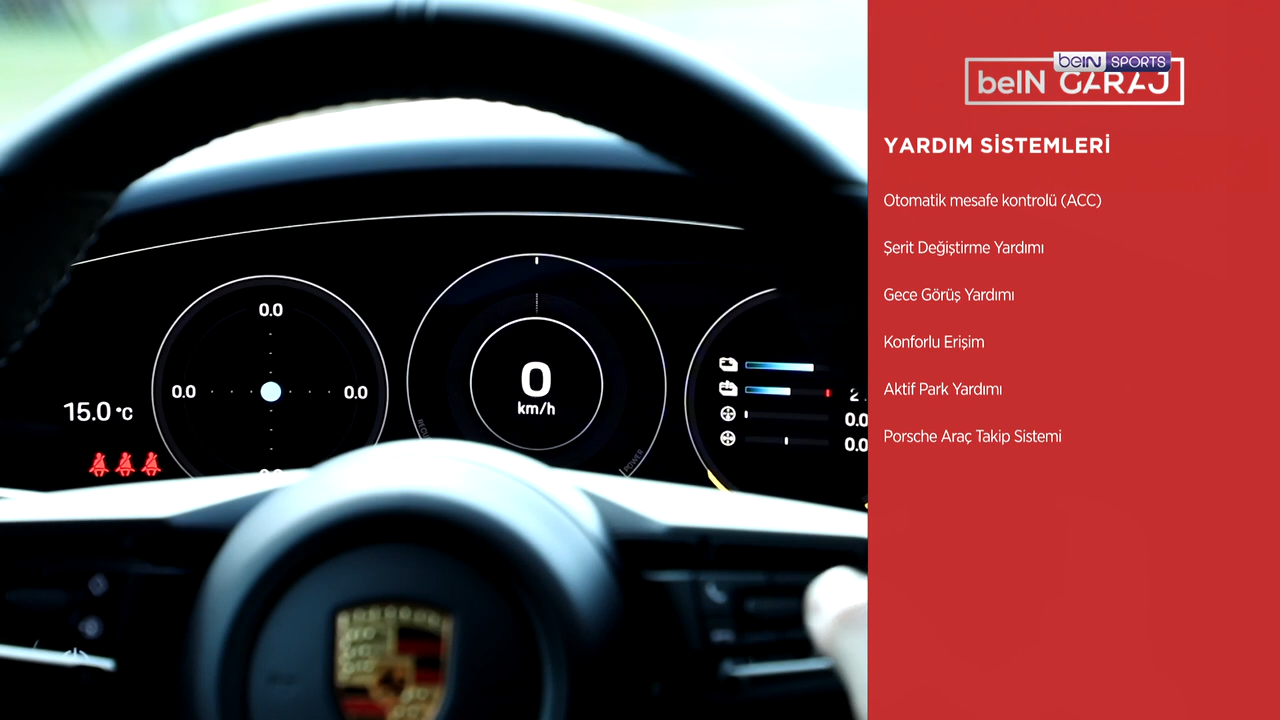 beIN SPORTS
beIN GARAJ
YARDIM SİSTEMLERİ
Otomatik mesafe kontrolü (ACC)
Şerit Değiştirme Yardımı
Gece Görüş Yardımı
Konforlu Erişim
Aktif Park Yardımı
Porsche Araç Takip Sistemi
0.0
0.0 0.0
15.0 °C
0
km/h
POWER
0.0
0.0